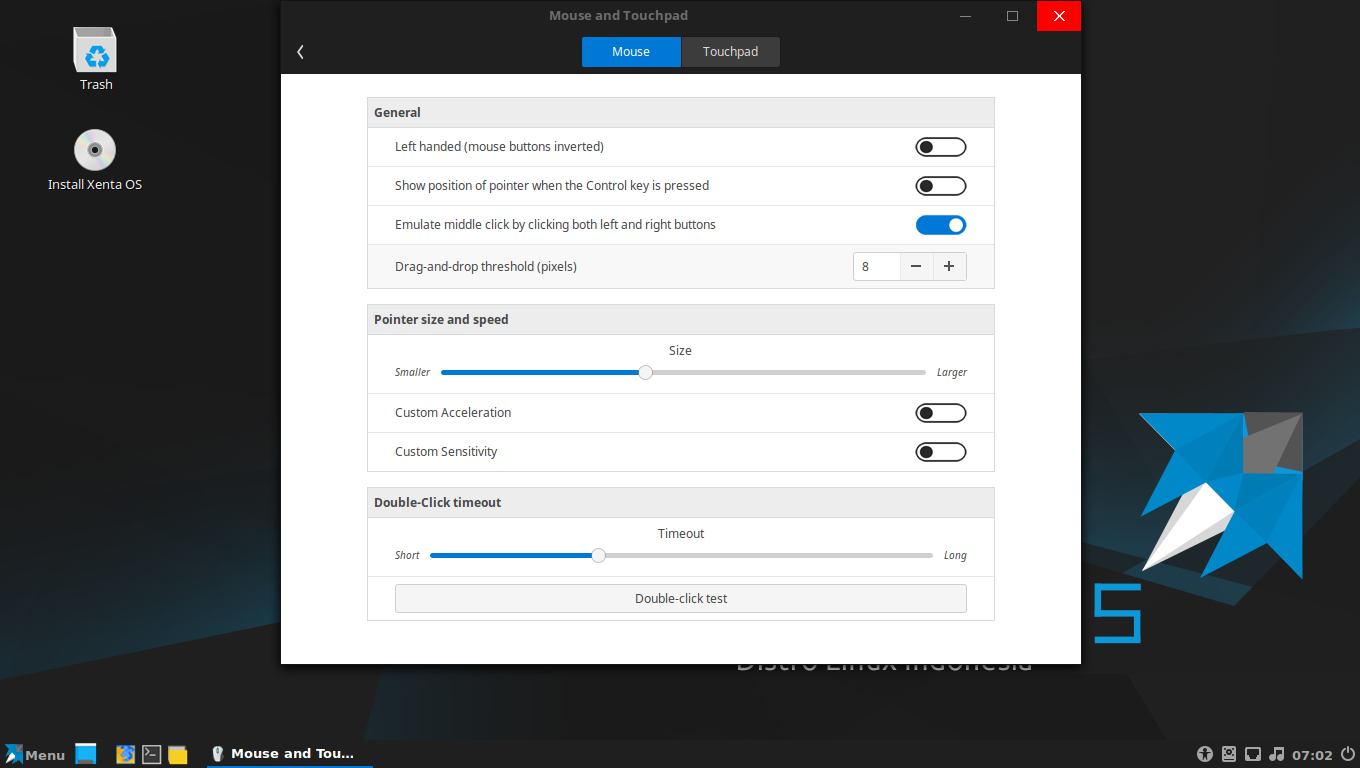 Mouse and Touchpad
Mouse
Touchpad
Trash
Install Xenta OS
General
Left handed (mouse buttons inverted)
Show position of pointer when the Control key is pressed
Emulate middle click by clicking both left and right buttons
Drag-and-drop threshold (pixels)
8
Pointer size and speed
Size
Smaller
Larger
Custom Acceleration
Custom Sensitivity
Double-Click timeout
Timeout
Short
Long
Double-click test
S
Distro Linux Indonesia
Menu
Mouse and Tou...
07:02